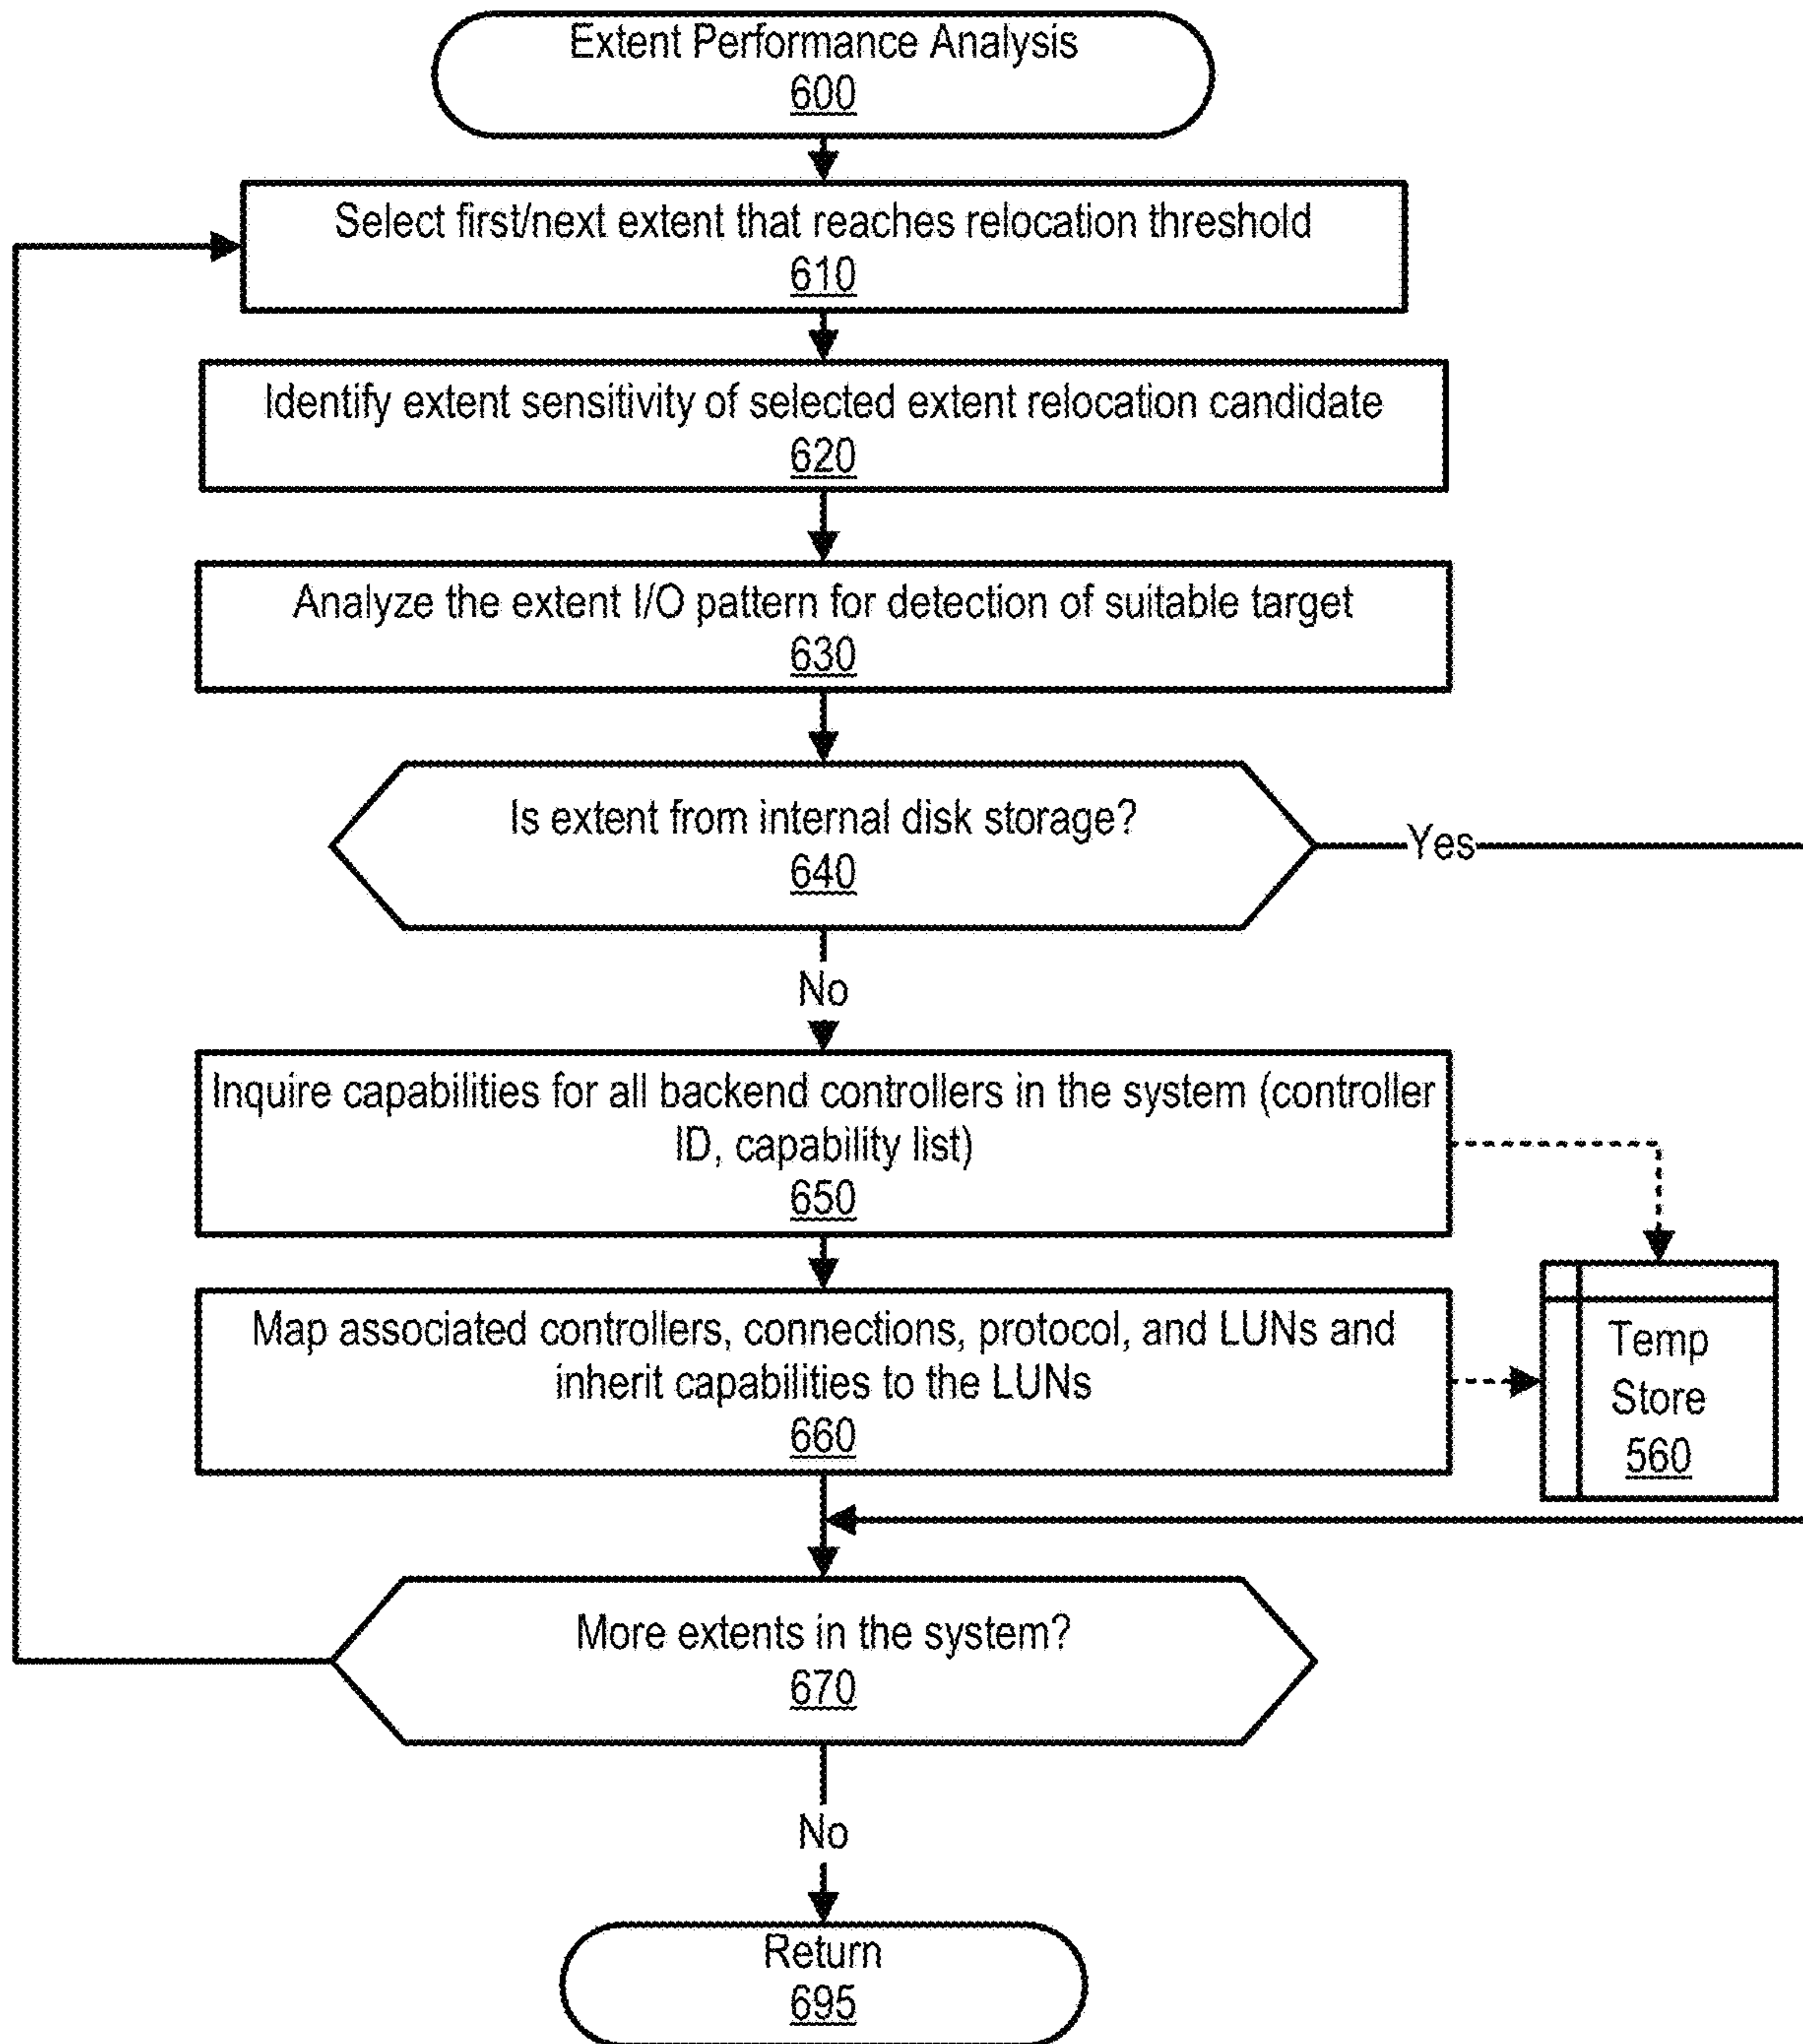 Extent Performance Analysis
600
Select first/next extent that reaches relocation threshold
610
Identify extent sensitivity of selected extent relocation candidate
620
Analyze the extent I/O pattern for detection of suitable target
630
Is extent from internal disk storage?
640
Yes
No
Inquire capabilities for all backend controllers in the system (controller
ID, capability list)
650
Map associated controllers, connections, protocol, and LUNs and
inherit capabilities to the LUNs
660
Temp
Store
560
More extents in the system?
670
No
Return
695